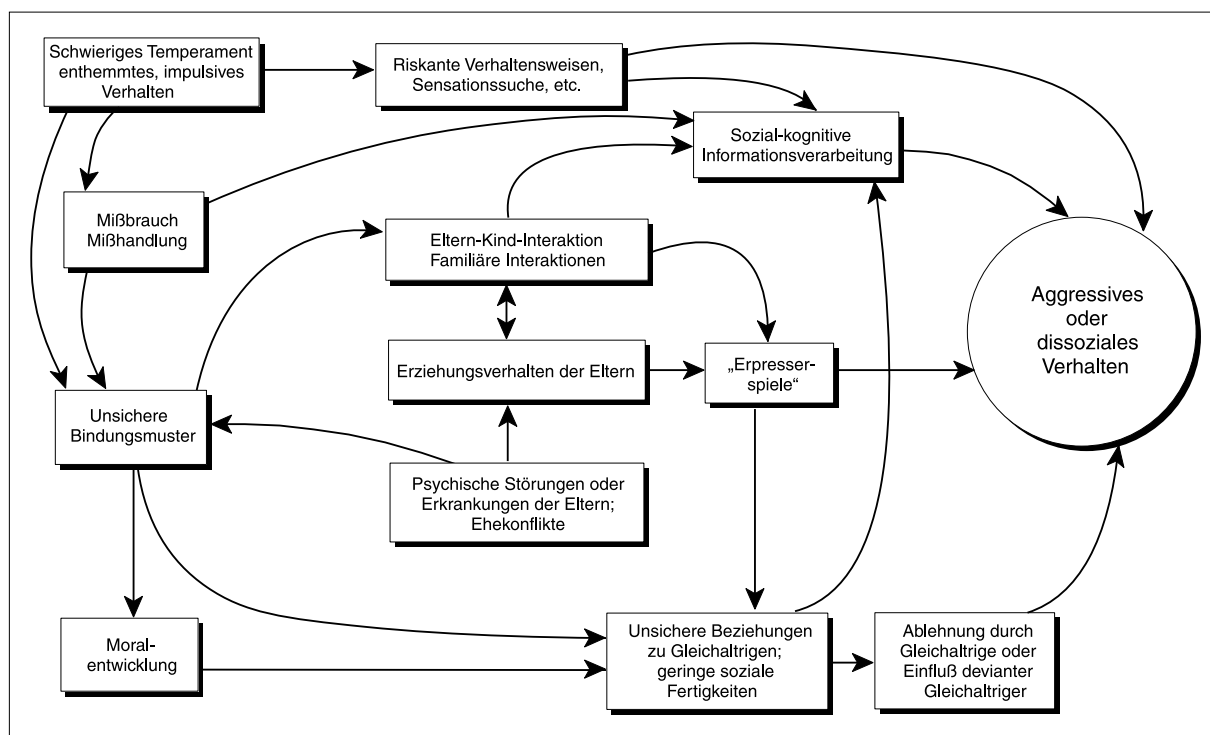 Schwieriges Temperament
enthemmtes, impulsives
Verhalten
Riskante Verhaltensweisen,
Sensationssuche, etc.
Sozial-kognitive
Informationsverarbeitung
Mißbrauch
Mißhandlung
Eltern-Kind-Interaktion
Familiäre Interaktionen
Aggressives
oder
dissoziales
Verhalten
Erziehungsverhalten der Eltern
„Erpresser-
spiele“
Unsichere
Bindungsmuster
Psychische Störungen oder
Erkrankungen der Eltern;
Ehekonflikte
Moral-
entwicklung
Unsichere Beziehungen
zu Gleichaltrigen;
geringe soziale
Fertigkeiten
Ablehnung durch
Gleichaltrige oder
Einfluß devianter
Gleichaltriger